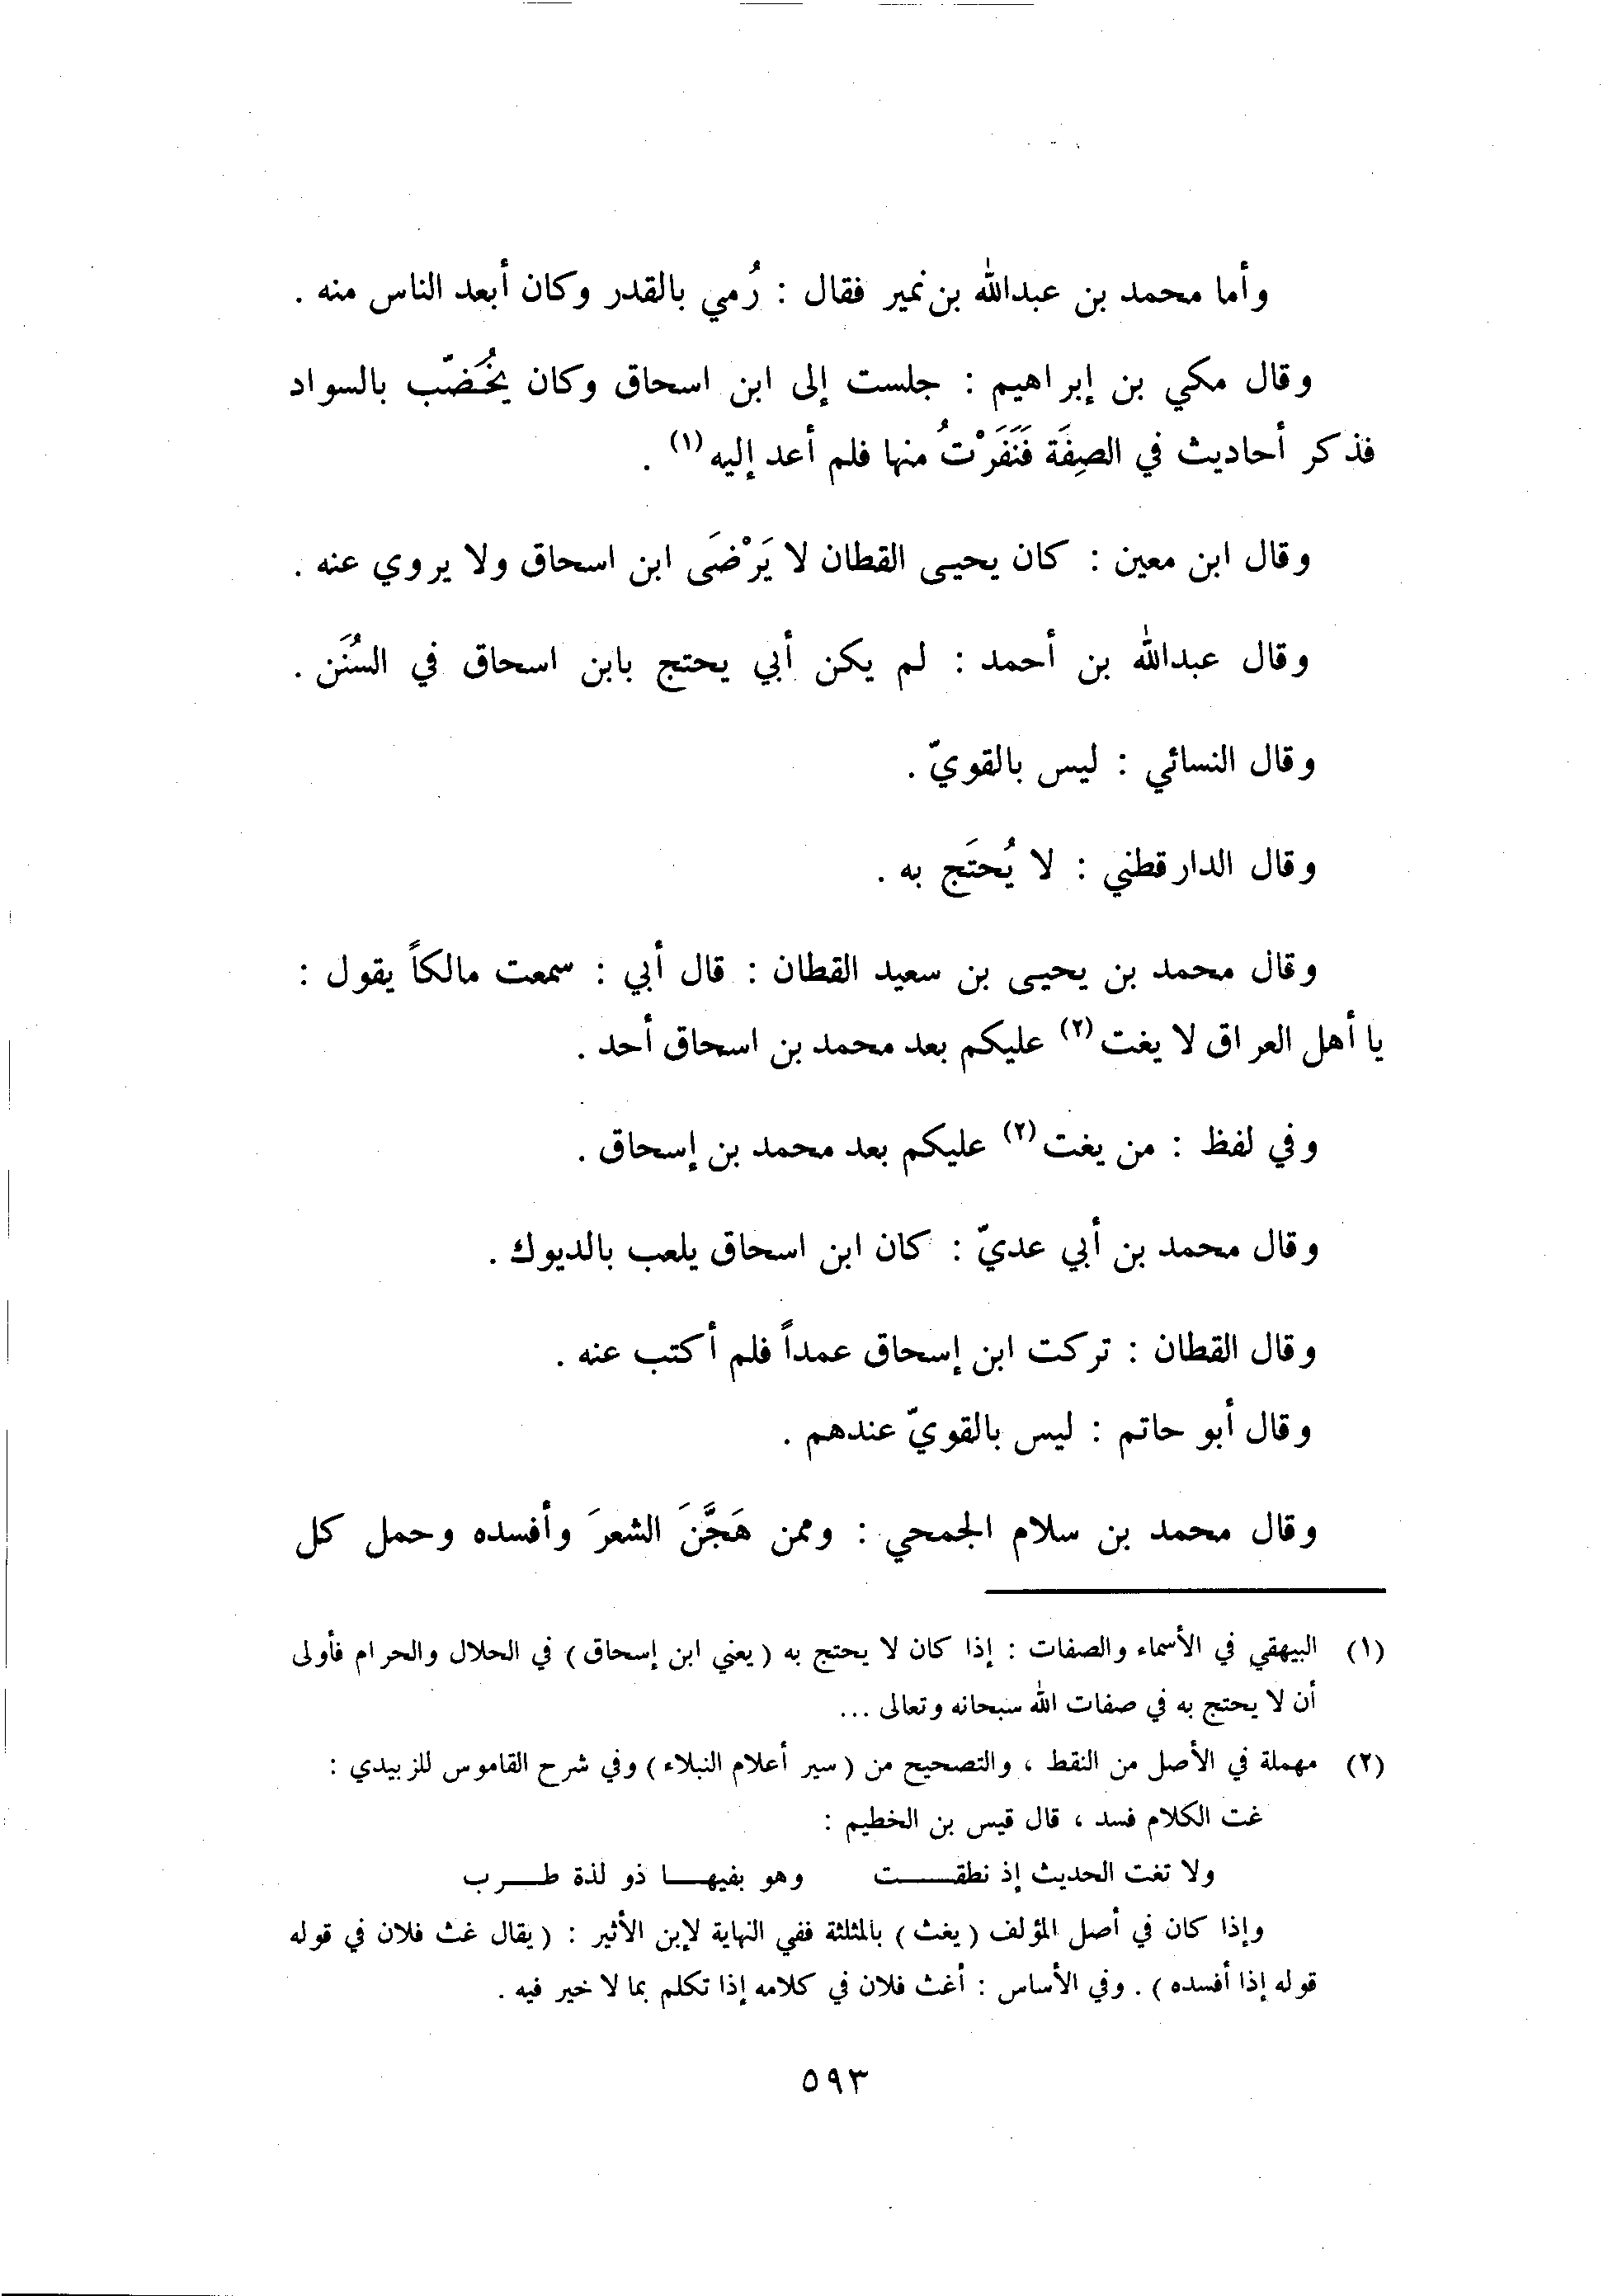 وأما محمد بن عبدالله بن نمير فقال : رُمي بالقدر وكان أبعد الناس منه .
وقال مكي بن إبراهيم : جلست إلى ابن اسحاق وكان يُخَضّب بالسواد
فذكر أحاديث في الصِفَة فَنَفَرْتُ منها فلم أعد إليه (١) .
وقال ابن معين : كان يحيى القطان لا يَرْضَى ابن اسحاق ولا يروي عنه .
وقال عبدالله بن أحمد : لم يكن أبي يحتج بابن اسحاق في السُنَن .
وقال النسائي : ليس بالقويّ .
وقال الدارقطني : لا يُحتَج به .
وقال محمد بن يحيى بن سعيد القطان : قال أبي : سمعت مالكاً يقول :
يا أهل العراق لا يغت (٢) عليكم بعد محمد بن اسحاق أحد .
وفي لفظ : من يغت (٢) عليكم بعد محمد بن إسحاق .
وقال محمد بن أبي عديّ : كان ابن اسحاق يلعب بالديوك .
وقال القطان : تركت ابن إسحاق عمداً فلم أكتب عنه .
وقال أبو حاتم : ليس بالقويّ عندهم .
وقال محمد بن سلام الجمحي : وممن هَجَّنَ الشعرَ وأفسده وحمل كل
(١) البيهقي في الأسماء والصفات : إذا كان لا يحتج به ( يعني ابن إسحاق ) في الحلال والحرام فأولى
أن لا يحتج به في صفات الله سبحانه وتعالى ...
(٢) مهملة في الأصل من النقط ، والتصحيح من ( سير أعلام النبلاء ) وفي شرح القاموس للزبيدي :
غت الكلام فسد ، قال قيس بن الخطيم :
ولا تغت الحديث إذ نطقـــت وهو بفيهـــا ذو لذة طـــرب
وإذا كان في أصل المؤلف ( يغث ) بالمثلثة ففي النهاية لإبن الأثير : ( يقال غث فلان في قوله
قوله إذا أفسده ) . وفي الأساس : أغث فلان في كلامه إذا تكلم بما لا خير فيه .
٥٩٣